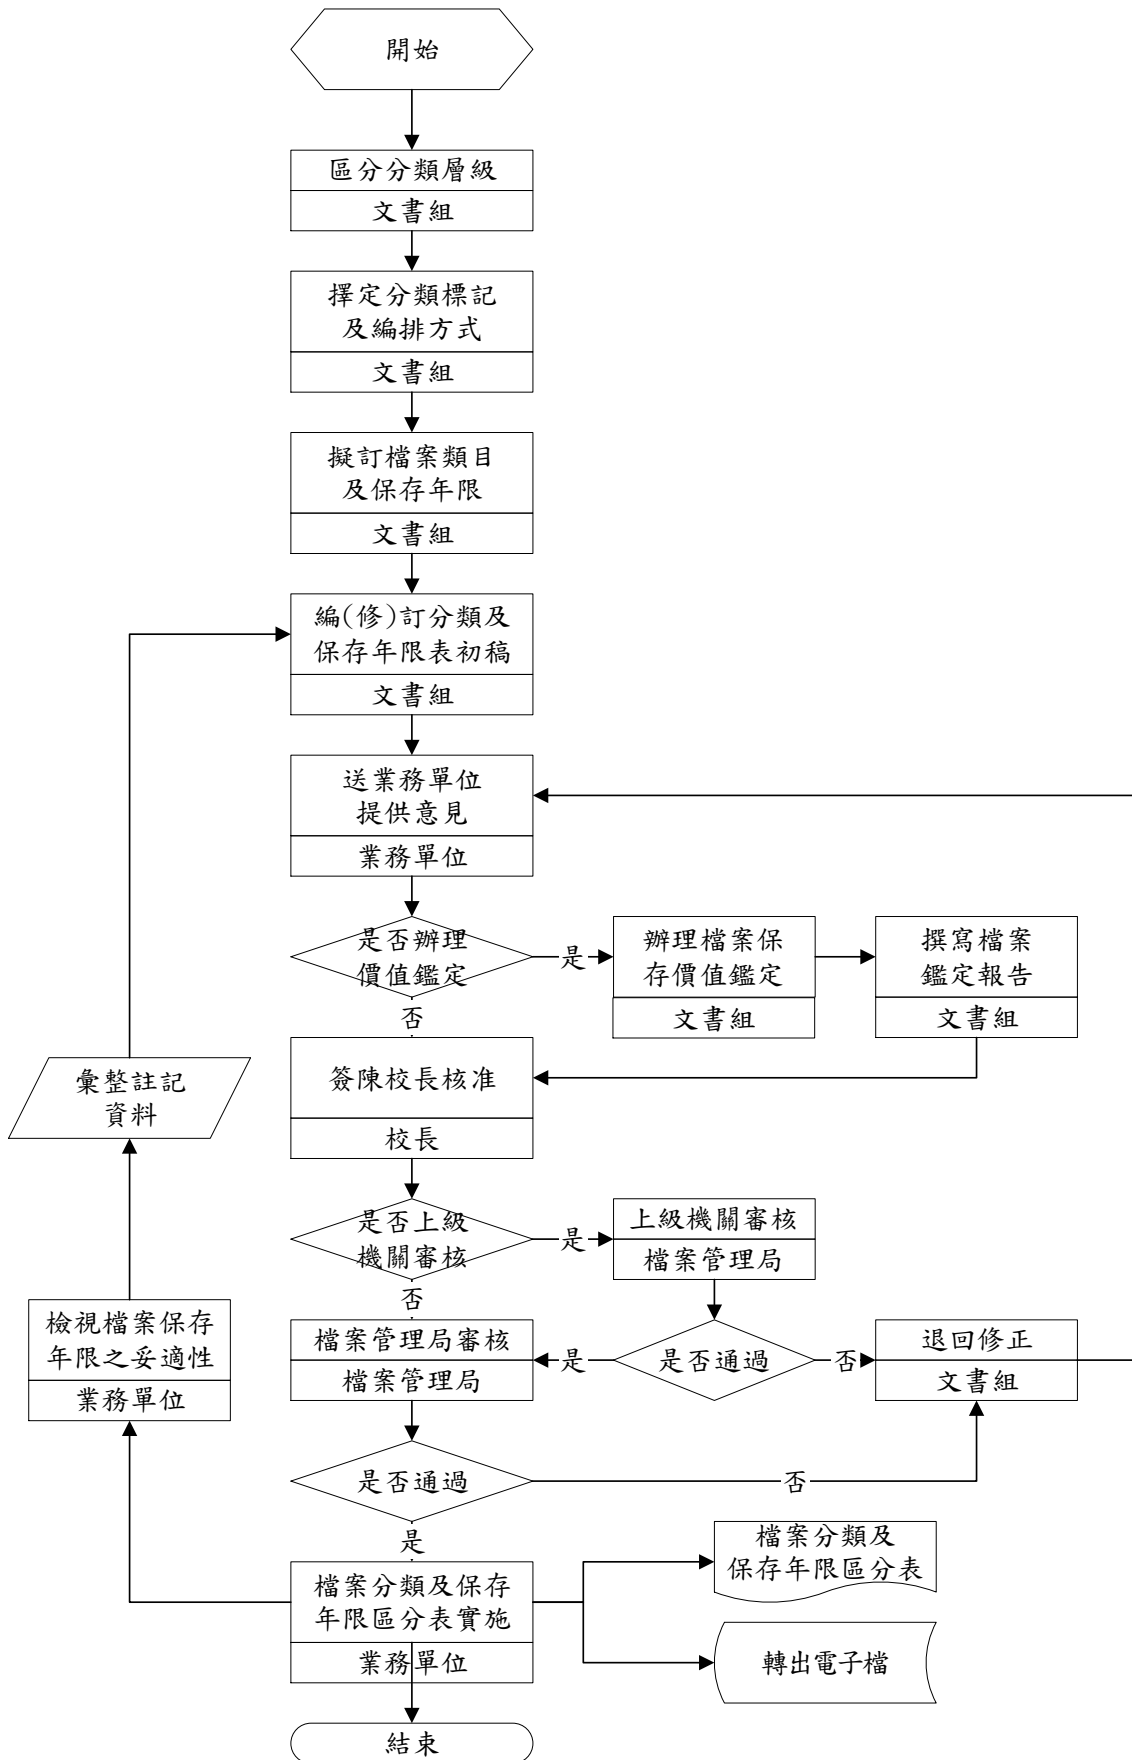 開始
區分分類層級
文書組
擇定分類標記
及編排方式
文書組
擬訂檔案類目
及保存年限
文書組
編(修)訂分類及
保存年限表初稿
文書組
送業務單位
提供意見
業務單位
是否辦理
價值鑑定
是
辦理檔案保
存價值鑑定
文書組
撰寫檔案
鑑定報告
文書組
否
簽陳校長核准
校長
彙整註記
資料
是否上級
機關審核
是
上級機關審核
檔案管理局
否
檔案管理局審核
檔案管理局
是
是否通過
否
退回修正
文書組
檢視檔案保存
年限之妥適性
業務單位
是否通過
否
是
檔案分類及保存
年限區分表實施
業務單位
檔案分類及
保存年限區分表
轉出電子檔
結束